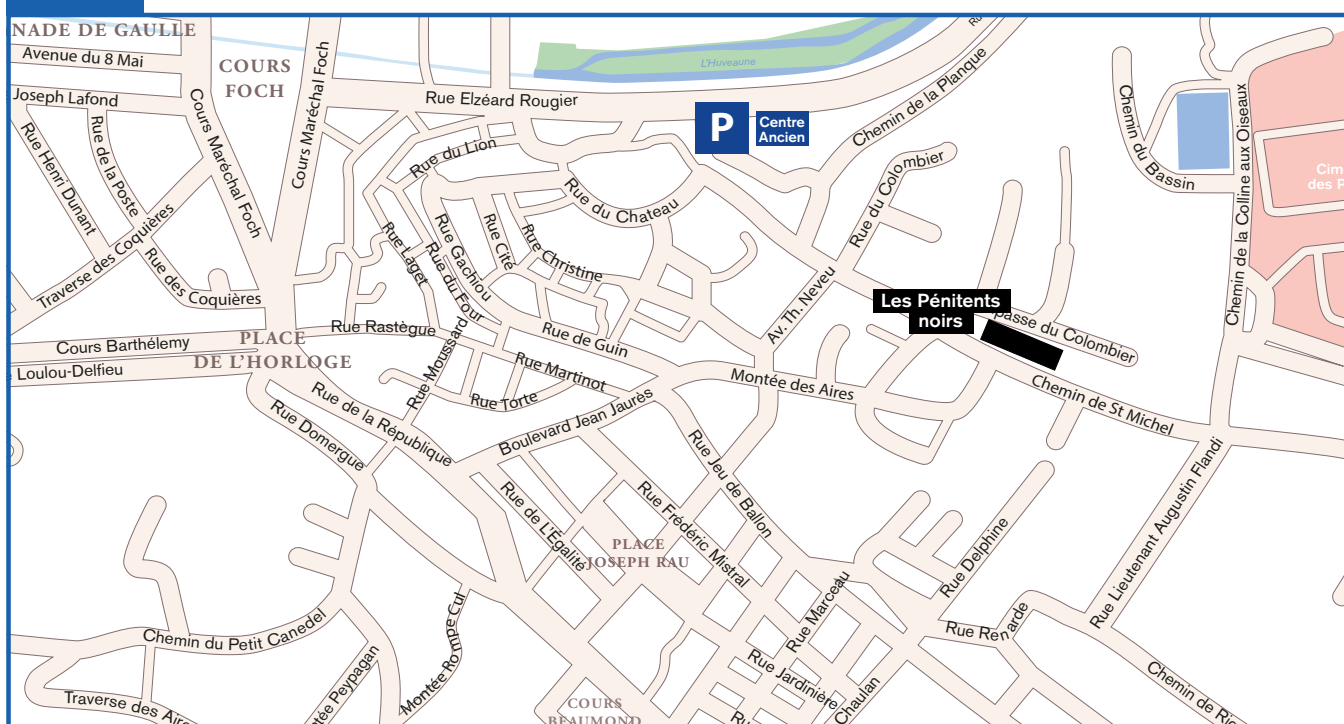 NADE DE GAULLE
Avenue du 8 Mai
COURS
FOCH
Joseph Lafond
Rue Henri Dunant
Rue de la Poste
Cours Maréchal Foch
Cours Maréchal Foch
Traverse des Coquières
Rue des Coquières
Rue Elzéard Rougier
L'Huveaune
P
Centre
Ancien
Chemin de la Planque
Rue du Lion
Rue du Chateau
Rue du Colombier
Chemin du Bassin
Chemin de la Colline aux Oiseaux
Rue Laget
Rue du Four
Rue Gachiou
Rue Cité
Rue Christine
Av. Th. Neveu
Les Pénitents
noirs
passe du Colombier
Cours Barthélemy
PLACE
DE L'HORLOGE
Loulou-Delfieu
Rue Rastègue
Rue Moussard
Rue de Guin
Rue Martinot
Rue Torte
Montée des Aires
Chemin de St Michel
Rue de la République
Rue Domergue
Boulevard Jean Jaurès
Rue Jeu de Ballon
Rue de L'Égalité
Rue Frédéric Mistral
PLACE
JOSEPH RAU
Rue Delphine
Rue Lieutenant Augustin Flandi
Rue Marceau
Rue Renarde
Rue Jardinière
Chaulan
Chemin du Petit Canedel
Montée Roumpe Cul
Peypagan
Traverse des
COURS
BEAUMOND
Chemin de